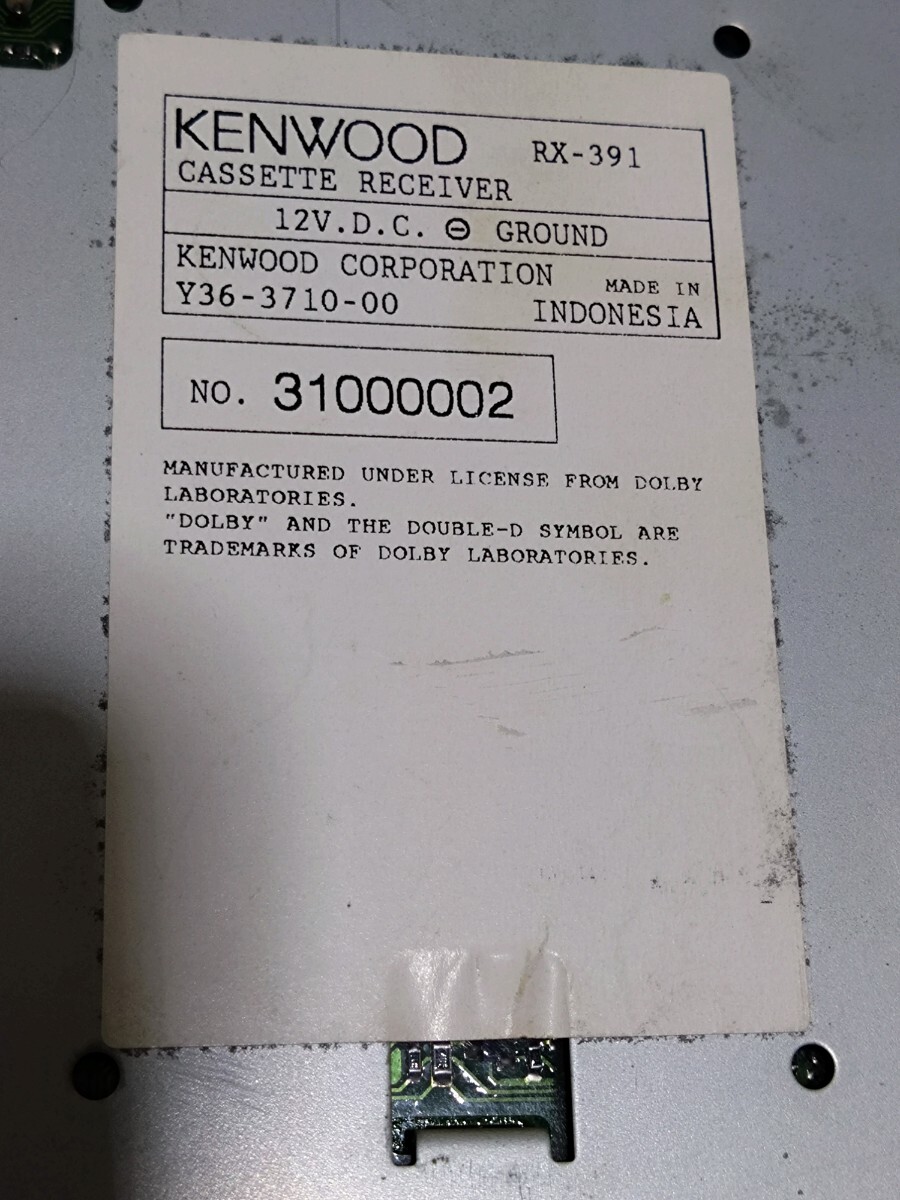 KENWOOD RX-391
CASSETTE RECEIVER
12V.D.C. ⊖ GROUND
KENWOOD CORPORATION MADE IN
Y36-3710-00 INDONESIA
NO. 31000002
MANUFACTURED UNDER LICENSE FROM DOLBY
LABORATORIES.
"DOLBY" AND THE DOUBLE-D SYMBOL ARE
TRADEMARKS OF DOLBY LABORATORIES.